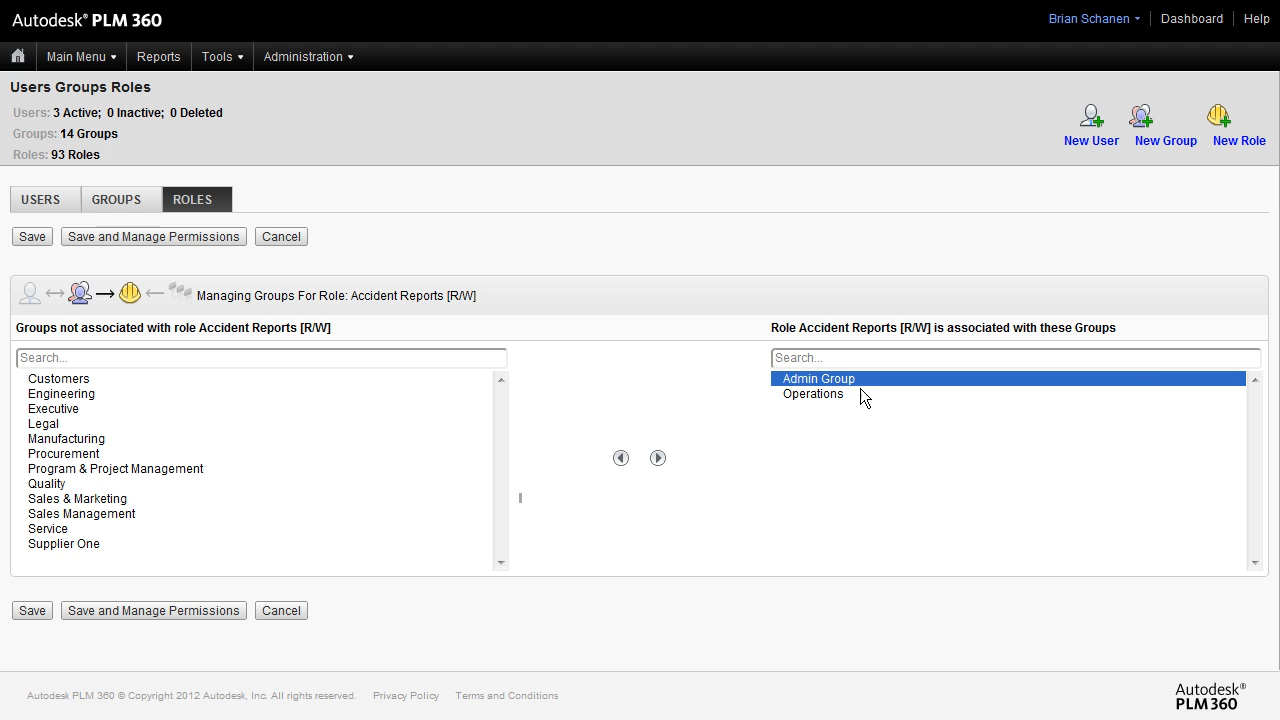 Autodesk® PLM 360
Brian Schanen Dashboard Help
Main Menu Reports Tools Administration
Users Groups Roles
Users: 3 Active; 0 Inactive; 0 Deleted
Groups: 14 Groups
Roles: 93 Roles
New User New Group New Role
USERS GROUPS ROLES
Save Save and Manage Permissions Cancel
Managing Groups For Role: Accident Reports [R/W]
Groups not associated with role Accident Reports [R/W]
Search...
Customers
Engineering
Executive
Legal
Manufacturing
Procurement
Program & Project Management
Quality
Sales & Marketing
Sales Management
Service
Supplier One
Role Accident Reports [R/W] is associated with these Groups
Search...
Admin Group
Operations
Save Save and Manage Permissions Cancel
Autodesk PLM 360 © Copyright 2012 Autodesk, Inc. All rights reserved. Privacy Policy Terms and Conditions
Autodesk®
PLM 360